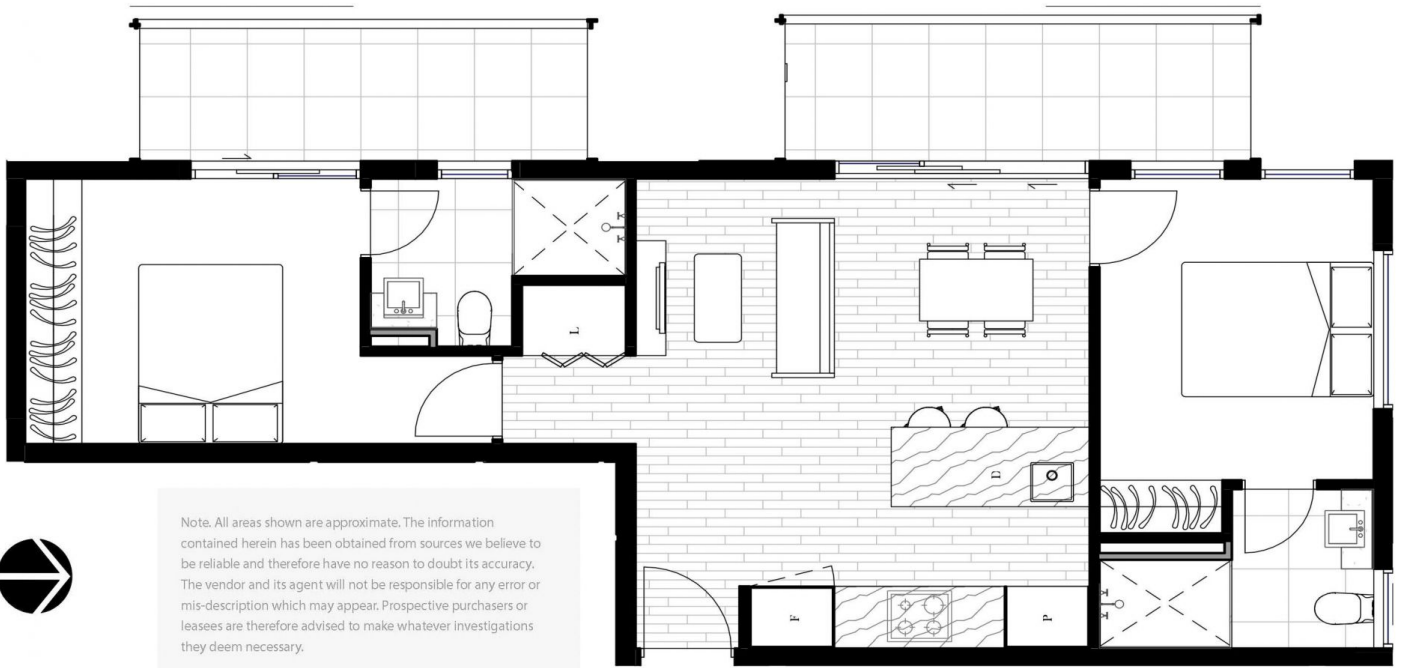 L
D
Note. All areas shown are approximate. The information
contained herein has been obtained from sources we believe to
be reliable and therefore have no reason to doubt its accuracy.
The vendor and its agent will not be responsible for any error or
mis-description which may appear. Prospective purchasers or
leasees are therefore advised to make whatever investigations
they deem necessary.
F
P